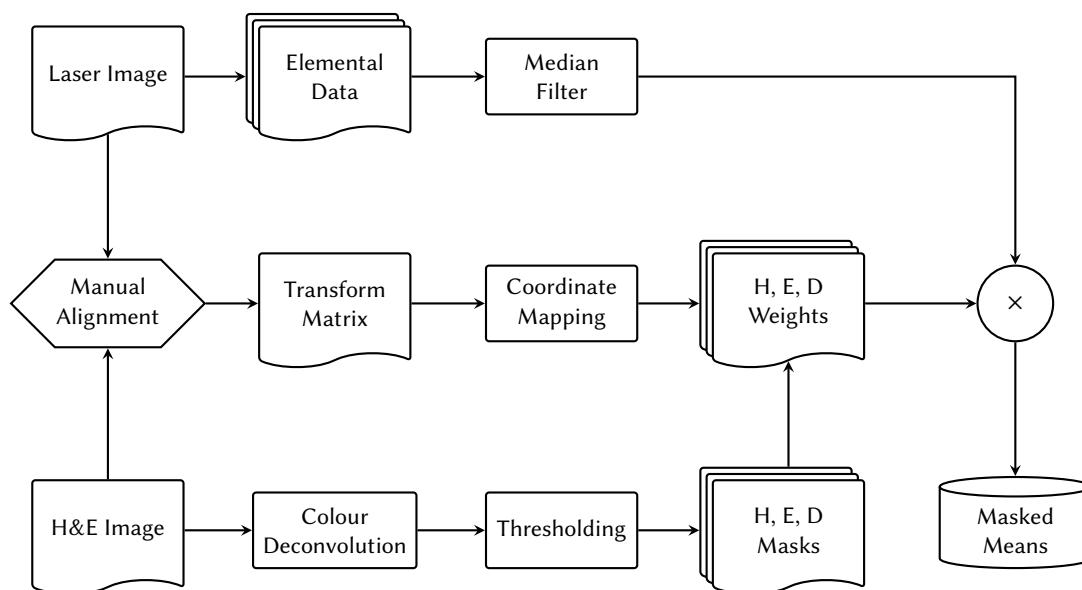 Laser Image
Elemental
Data
Median
Filter
Manual
Alignment
Transform
Matrix
Coordinate
Mapping
H, E, D
Weights
×
H&E Image
Colour
Deconvolution
Thresholding
H, E, D
Masks
Masked
Means